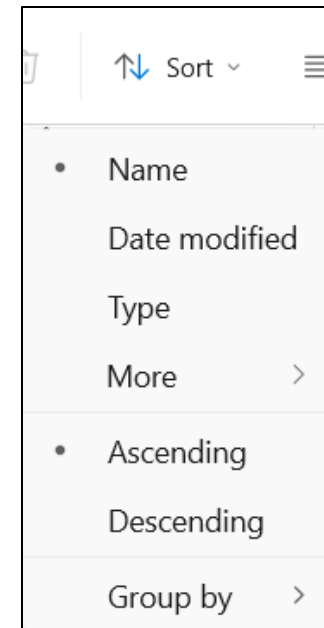 Sort
Name
Date modified
Type
More
Ascending
Descending
Group by